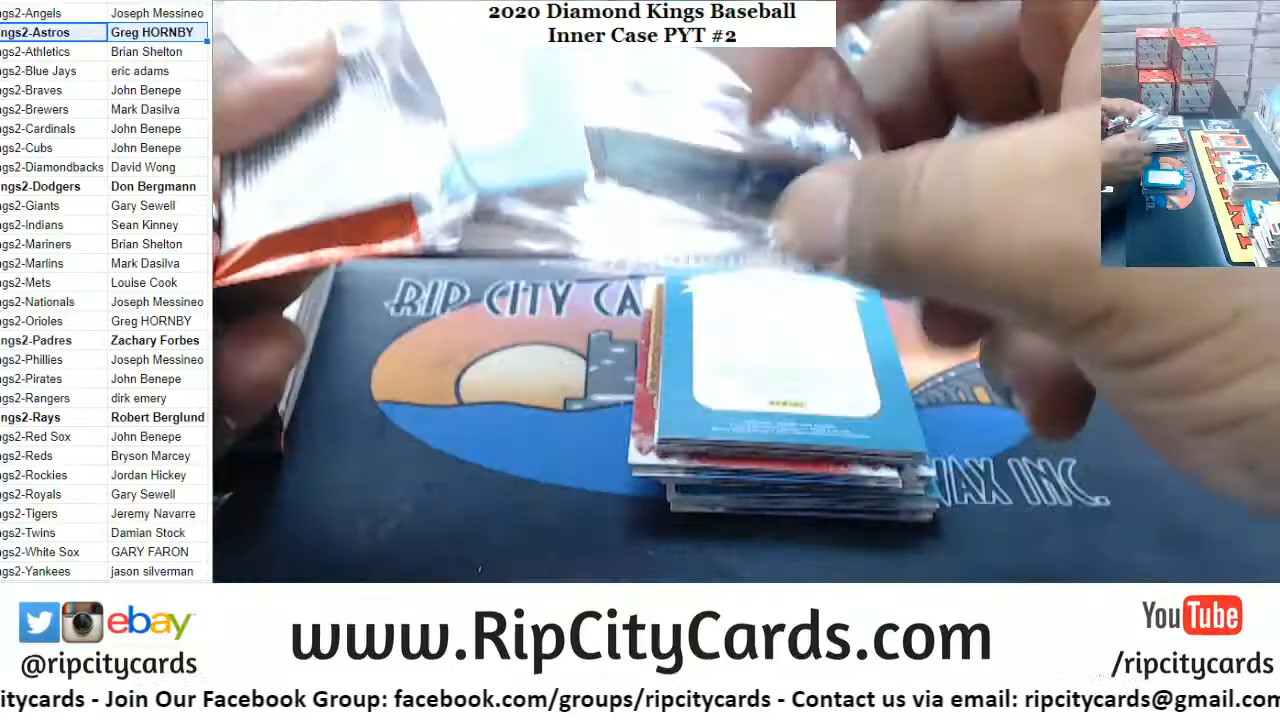 2020 Diamond Kings Baseball
Inner Case PYT #2
ngs2-Angels Joseph Messineo
ngs2-Astros Greg HORNBY
ngs2-Athletics Brian Shelton
ngs2-Blue Jays eric adams
ngs2-Braves John Benepe
ngs2-Brewers Mark Dasilva
ngs2-Cardinals John Benepe
ngs2-Cubs John Benepe
ngs2-Diamondbacks David Wong
ngs2-Dodgers Don Bergmann
ngs2-Giants Gary Sewell
ngs2-Indians Sean Kinney
ngs2-Mariners Brian Shelton
ngs2-Marlins Mark Dasilva
ngs2-Mets Louise Cook
ngs2-Nationals Joseph Messineo
ngs2-Orioles Greg HORNBY
ngs2-Padres Zachary Forbes
ngs2-Phillies Joseph Messineo
ngs2-Pirates John Benepe
ngs2-Rangers dirk emery
ngs2-Rays Robert Berglund
ngs2-Red Sox John Benepe
ngs2-Reds Bryson Marcey
ngs2-Rockies Jordan Hickey
ngs2-Royals Gary Sewell
ngs2-Tigers Jeremy Navarre
ngs2-Twins Damian Stock
ngs2-White Sox GARY FARON
ngs2-Yankees jason silverman
RIP CITY CA
WAX INC.
ebay
@ripcitycards
www.RipCityCards.com
YouTube
/ripcitycards
citycards - Join Our Facebook Group: facebook.com/groups/ripcitycards - Contact us via email: ripcitycards@gmail.com